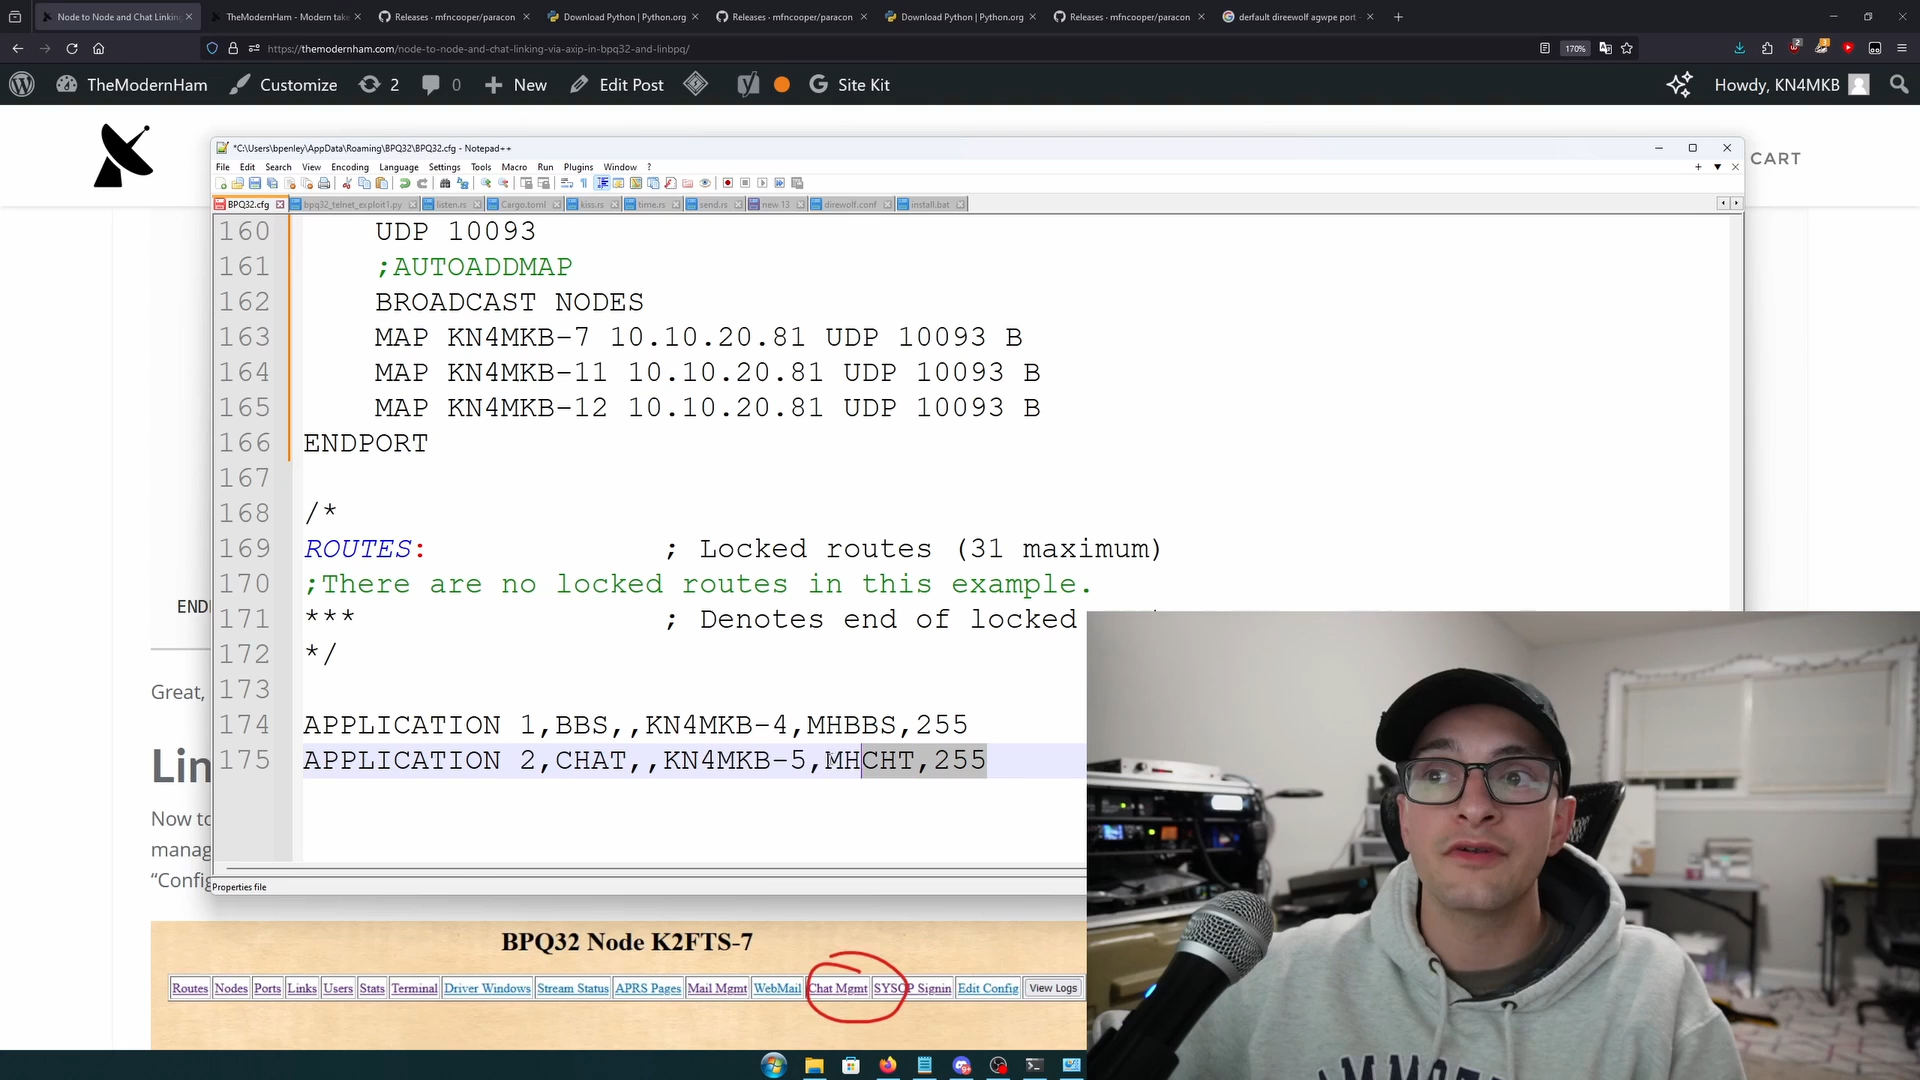 Node to Node and Chat Linking
TheModernHam - Modern take
Releases · mfncooper/paracon
Download Python | Python.org
Releases · mfncooper/paracon
Download Python | Python.org
Releases · mfncooper/paracon
derfault direewolf agwpe port
https://themodernham.com/node-to-node-and-chat-linking-via-axip-in-bpq32-and-linbpq/
170%
TheModernHam
Customize
2
0
New
Edit Post
Site Kit
Howdy, KN4MKB
CART
*C:\Users\bpenley\AppData\Roaming\BPQ32\BPQ32.cfg - Notepad++
File Edit Search View Encoding Language Settings Tools Macro Run Plugins Window ?
BPQ32.cfg bpq32_telnet_exploit1.py listen.rs Cargo.toml kiss.rs time.rs send.rs new 13 direwolf.conf install.bat
160 UDP 10093
161 ;AUTOADDMAP
162 BROADCAST NODES
163 MAP KN4MKB-7 10.10.20.81 UDP 10093 B
164 MAP KN4MKB-11 10.10.20.81 UDP 10093 B
165 MAP KN4MKB-12 10.10.20.81 UDP 10093 B
166 ENDPORT
167
168 /*
169 ROUTES: ; Locked routes (31 maximum)
170 ;There are no locked routes in this example.
171 *** ; Denotes end of locked
172 */
173
174 APPLICATION 1,BBS,,KN4MKB-4,MHBBS,255
175 APPLICATION 2,CHAT,,KN4MKB-5,MHCHT,255
Properties file
END
Great,
Lin
Now to
manag
“Config
BPQ32 Node K2FTS-7
Routes Nodes Ports Links Users Stats Terminal Driver Windows Stream Status APRS Pages Mail Mgmt WebMail Chat Mgmt SYSOP Signin Edit Config View Logs